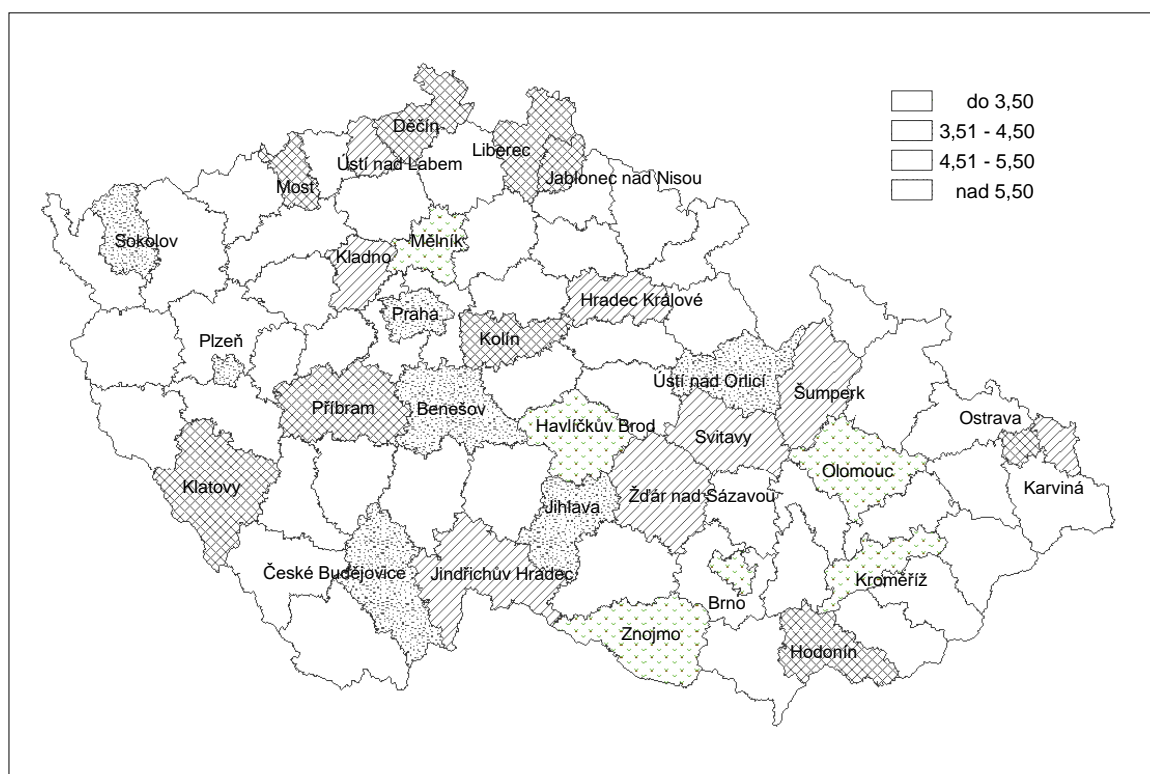 do 3,50
3,51 - 4,50
4,51 - 5,50
nad 5,50
Děčín
Liberec
Ústí nad Labem
Jablonec nad Nisou
Most
Sokolov
Mělník
Kladno
Hradec Králové
Praha
Kolín
Plzeň
Ústí nad Orlicí
Šumperk
Příbram
Benešov
Havlíčkův Brod
Svitavy
Ostrava
Olomouc
Klatovy
Žďár nad Sázavou
Karviná
Jihlava
České Budějovice
Jindřichův Hradec
Kroměříž
Brno
Znojmo
Hodonín